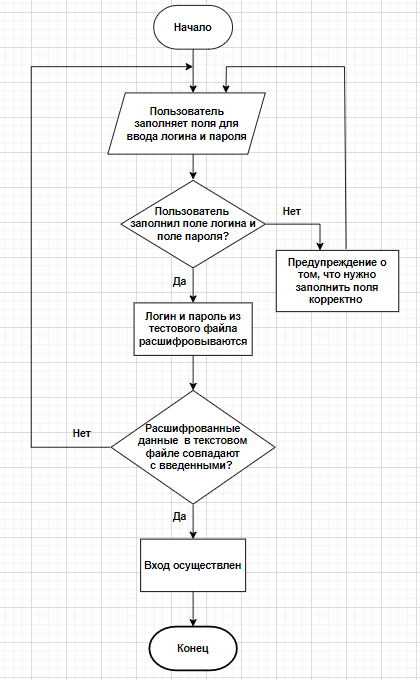 Начало
Пользователь
заполняет поля для
ввода логина и пароля
Пользователь
заполнил поле логина и
поле пароля?
Нет
Предупреждение о
том, что нужно
заполнить поля
корректно
Да
Логин и пароль из
тестового файла
расшифровываются
Расшифрованные
данные в текстовом
файле совпадают
с введенными?
Нет
Да
Вход осуществлен
Конец